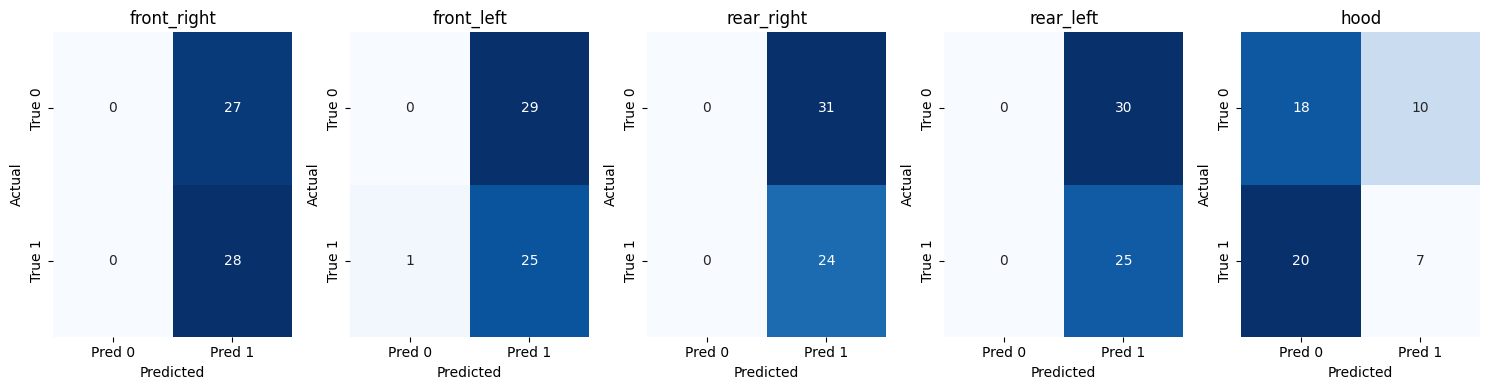 front_right
front_left
rear_right
rear_left
hood
True 0
0
27
True 0
0
29
True 0
0
31
True 0
0
30
True 0
18
10
Actual
Actual
Actual
Actual
Actual
True 1
0
28
True 1
1
25
True 1
0
24
True 1
0
25
True 1
20
7
Pred 0
Pred 1
Pred 0
Pred 1
Pred 0
Pred 1
Pred 0
Pred 1
Pred 0
Pred 1
Predicted
Predicted
Predicted
Predicted
Predicted